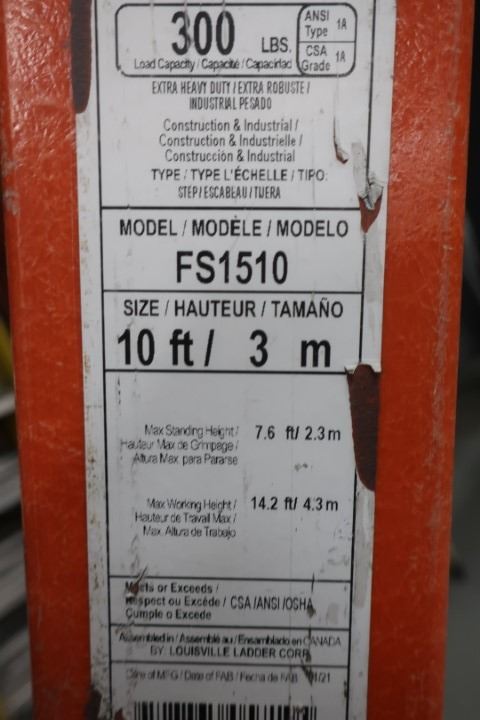 300 LBS.
Load Capacity / Capacité / Capacidad
ANSI
Type 1A
CSA
Grade 1A
EXTRA HEAVY DUTY / EXTRA ROBUSTE /
INDUSTRIAL PESADO
Construction & Industrial /
Construction & Industrielle /
Construcción & Industrial
TYPE / TYPE L'ÉCHELLE / TIPO:
STEP / ESCABEAU / TIJERA
MODEL / MODÈLE / MODELO
FS1510
SIZE / HAUTEUR / TAMAÑO
10 ft / 3 m
Max Standing Height / 7.6 ft/ 2.3 m
Hauteur Max de Grimpage /
Altura Max. para Pararse
Max Working Height / 14.2 ft/ 4.3 m
Hauteur de Travail Max /
Max. Altura de Trabajo
Meets or Exceeds /
Respect ou Excéde / CSA /ANSI /OSHA
Cumple o Excede
Assembled in / Assemblé au / Ensamblado en CANADA
BY: LOUISVILLE LADDER CORP.
Date of MFG / Date of FAB / Fecha de FAB /21